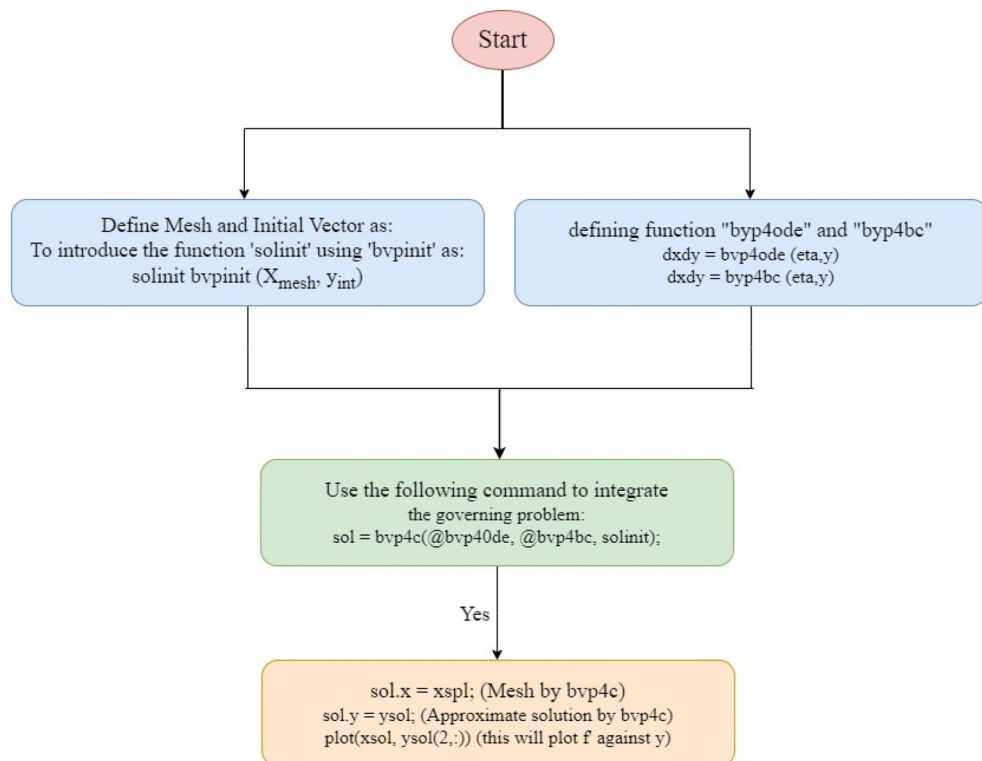 Start
Define Mesh and Initial Vector as:
To introduce the function 'solinit' using 'bvpinit' as:
solinit bvpinit (Xmesh, yint)
defining function "byp4ode" and "byp4bc"
dxdy = bvp4ode (eta,y)
dxdy = byp4bc (eta,y)
Use the following command to integrate
the governing problem:
sol = bvp4c(@bvp40de, @bvp4bc, solinit);
Yes
sol.x = xspl; (Mesh by bvp4c)
sol.y = ysol; (Approximate solution by bvp4c)
plot(xsol, ysol(2,:)) (this will plot f' against y)